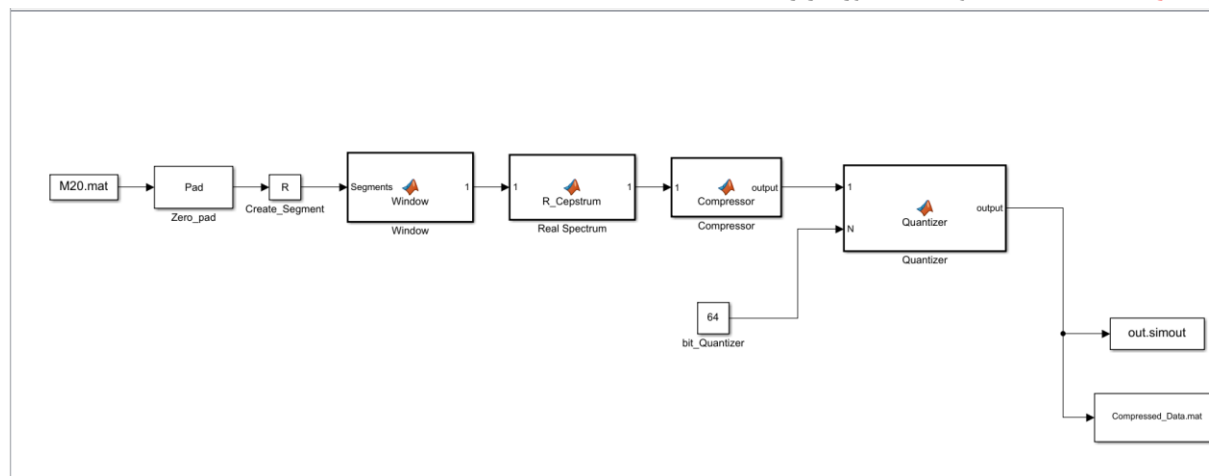 M20.mat
Pad
Zero_pad
R
Create_Segment
Segments
Window
1
Window
1
R_Cepstrum
1
Real Spectrum
1
Compressor
output
Compressor
1
N
Quantizer
output
Quantizer
64
bit_Quantizer
out.simout
Compressed_Data.mat